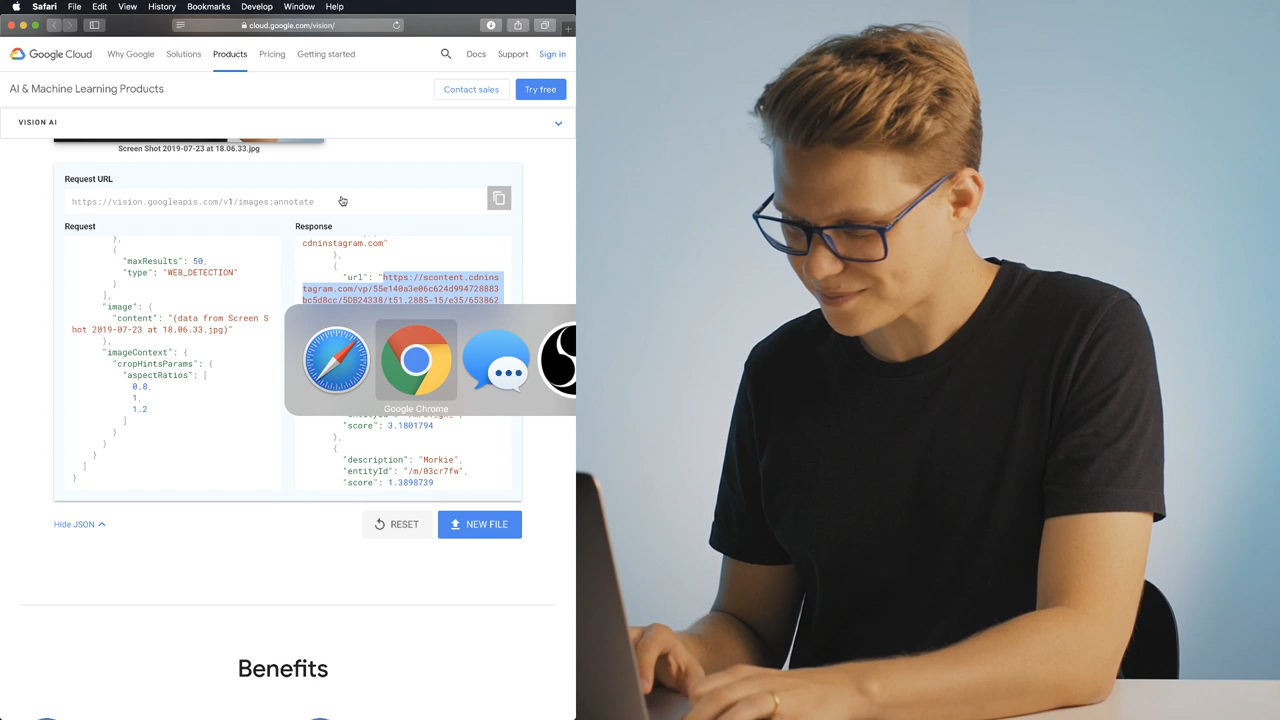 Safari File Edit View History Bookmarks Develop Window Help
cloud.google.com/vision/
Google Cloud Why Google Solutions Products Pricing Getting started Docs Support Sign in
AI & Machine Learning Products Contact sales Try free
VISION AI
Screen Shot 2019-07-23 at 18.06.33.jpg
Request URL
https://vision.googleapis.com/v1/images:annotate
Request
},
{
"maxResults": 50,
"type": "WEB_DETECTION"
}
],
"image": {
"content": "(data from Screen S
hot 2019-07-23 at 18.06.33.jpg)"
},
"imageContext": {
"cropHintsParams": {
"aspectRatios": [
0.8,
1,
1.2
]
}
}
}
]
}
Response
cdninstagram.com"
},
{
"url": "https://scontent.cdnins
tagram.com/vp/55e140a3e06c624d994728883
bc5d8cc/5D024338/t51.2885-15/e35/653862
Google Chrome
"score": 3.1801794
},
{
"description": "Morkie",
"entityId": "/m/03cr7fw",
"score": 1.3898739
Hide JSON RESET NEW FILE
Benefits